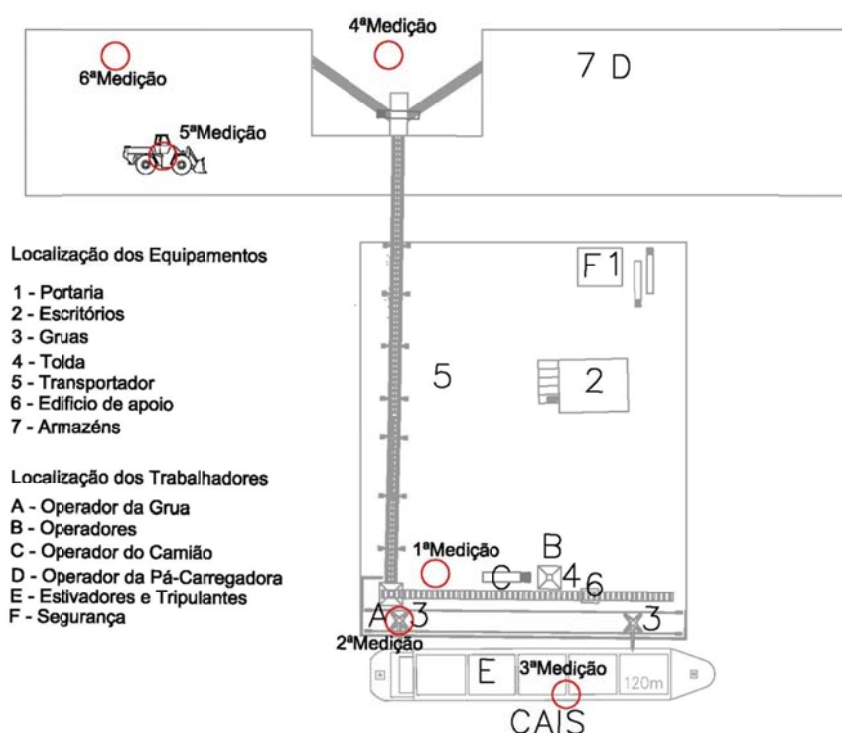 4ªMedição
6ªMedição
7 D
5ªMedição
Localização dos Equipamentos
1 - Portaria
2 - Escritórios
3 - Gruas
4 - Tolda
5 - Transportador
6 - Edificio de apoio
7 - Armazéns
F 1
5
2
Localização dos Trabalhadores
A - Operador da Grua
B - Operadores
C - Operador do Camião
D - Operador da Pá-Carregadora
E - Estivadores e Tripulantes
F - Segurança
1ªMedição
B
C
4
6
A 3
3
2ªMedição
E
3ªMedição
120m
CAIS